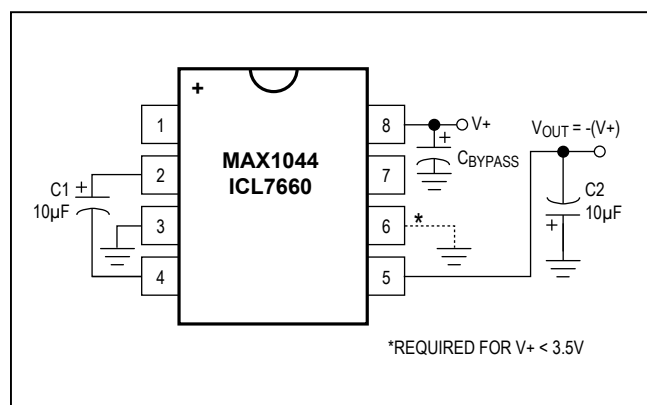 +
1
2
3
4
MAX1044
ICL7660
8
7
6
5
C1
10µF
+
V+
+
CBYPASS
*
VOUT = -(V+)
C2
10µF
+
*REQUIRED FOR V+ < 3.5V